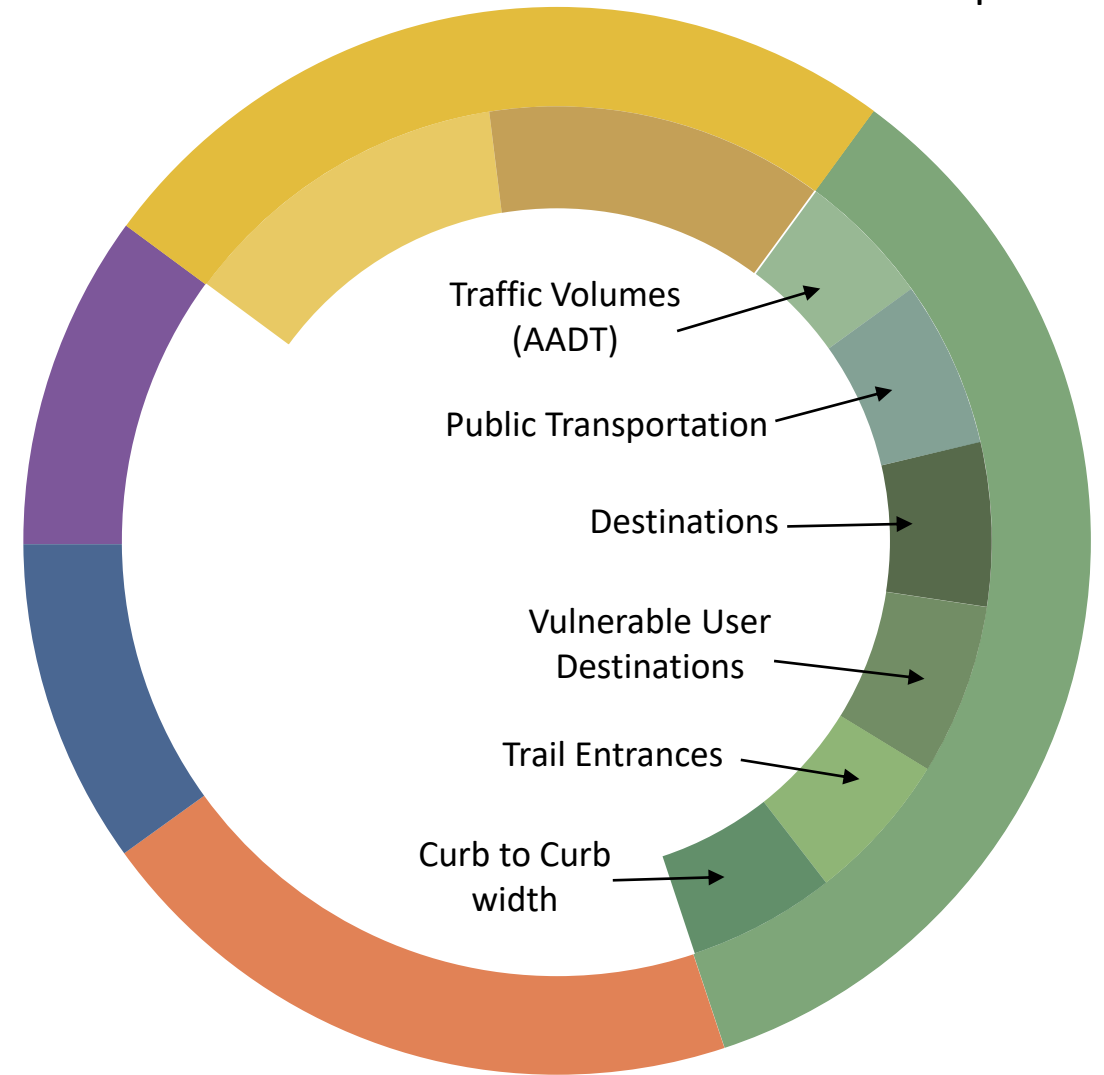 Traffic Volumes
(AADT)
Public Transportation
Destinations
Vulnerable User
Destinations
Trail Entrances
Curb to Curb
width